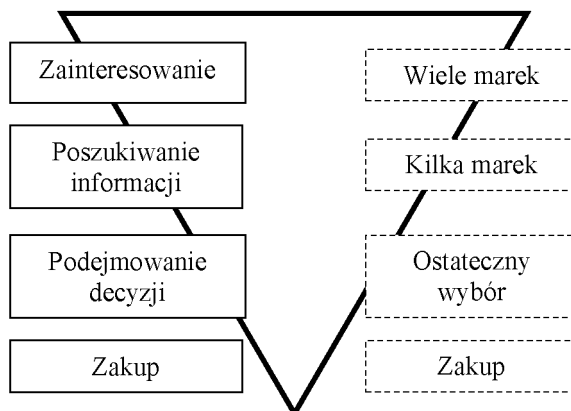 Zainteresowanie
Wiele marek
Poszukiwanie
informacji
Kilka marek
Podejmowanie
decyzji
Ostateczny
wybór
Zakup
Zakup